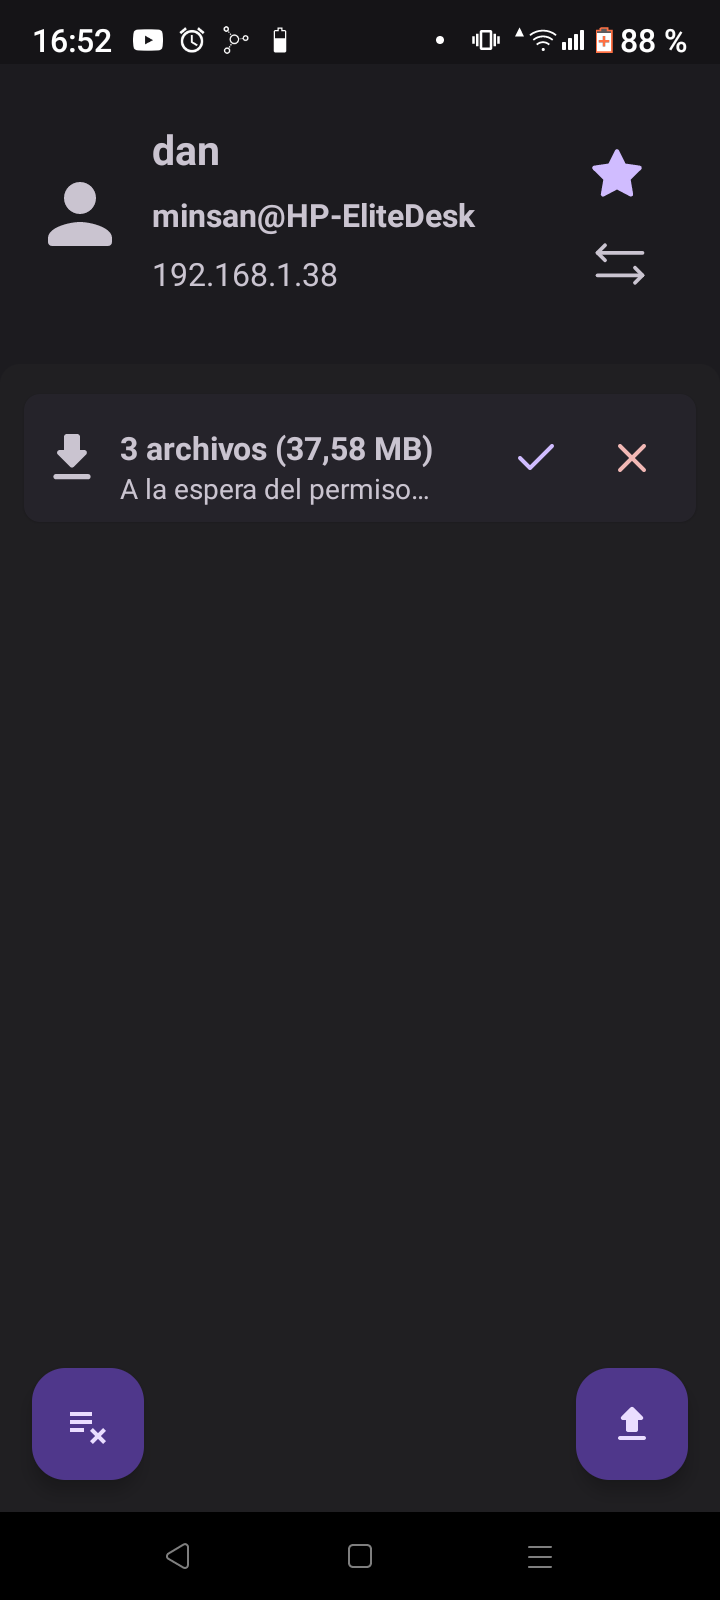 16:52
88 %
dan
minsan@HP-EliteDesk
192.168.1.38
3 archivos (37,58 MB)
A la espera del permiso…